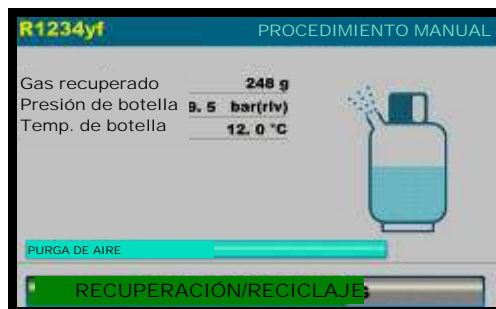 R1234yf PROCEDIMIENTO MANUAL
Gas recuperado 248 g
Presión de botella 9. 5 bar(rlv)
Temp. de botella 12. 0 °C
PURGA DE AIRE
RECUPERACIÓN/RECICLAJE